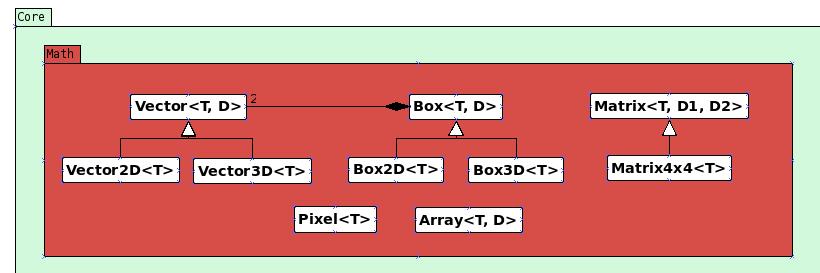 Core
Math
Vector<T, D>
2
Box<T, D>
Matrix<T, D1, D2>
Vector2D<T>
Vector3D<T>
Box2D<T>
Box3D<T>
Matrix4x4<T>
Pixel<T>
Array<T, D>